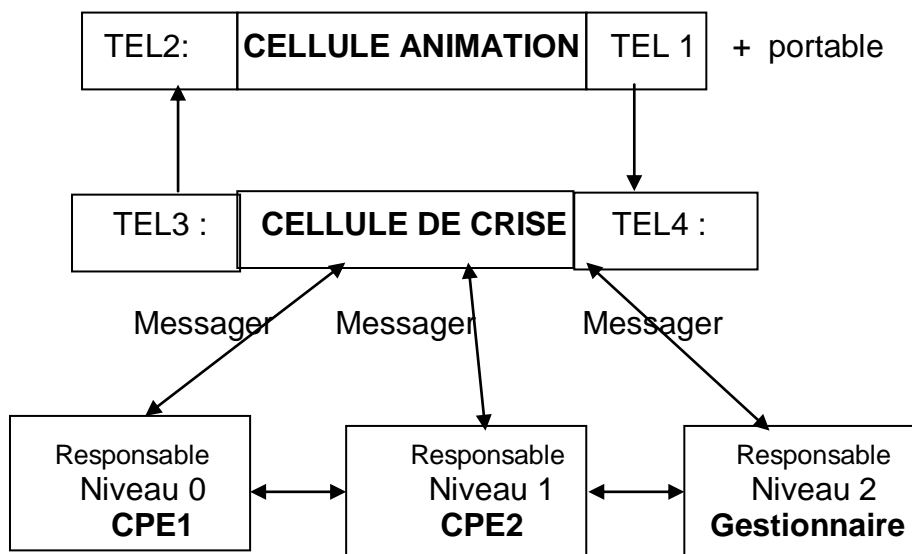 TEL2: CELLULE ANIMATION TEL 1 + portable
TEL3 : CELLULE DE CRISE TEL4 :
Messager Messager Messager
Responsable
Niveau 0
CPE1
Responsable
Niveau 1
CPE2
Responsable
Niveau 2
Gestionnaire